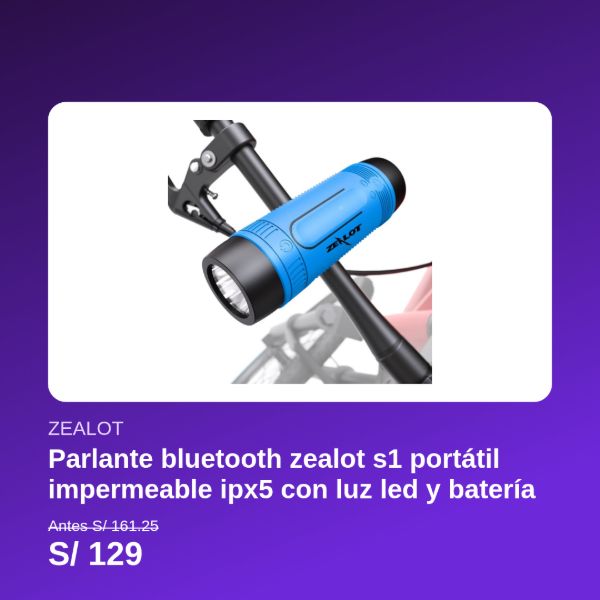 ZEALOT
ZEALOT
Parlante bluetooth zealot s1 portátil
impermeable ipx5 con luz led y batería
Antes S/ 161.25
S/ 129